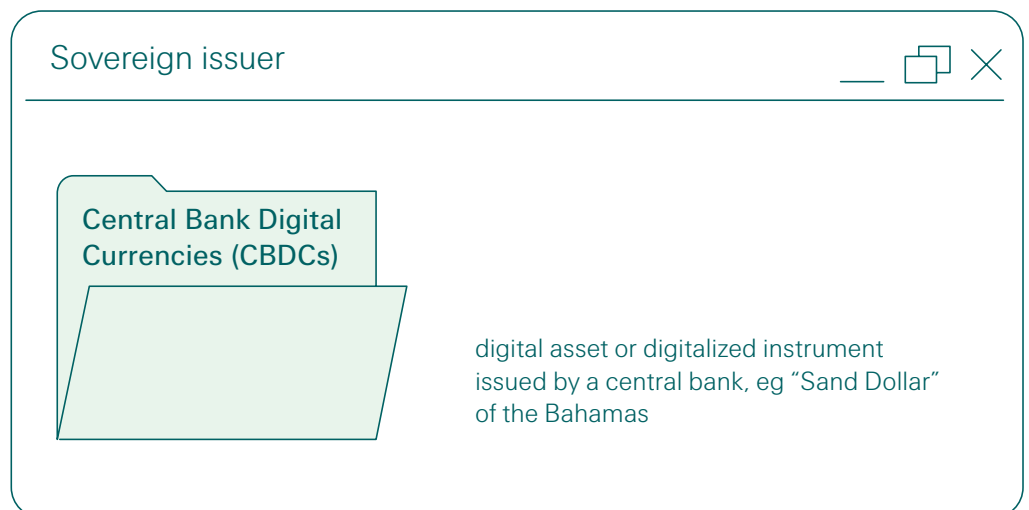 Sovereign issuer
Central Bank Digital
Currencies (CBDCs)
digital asset or digitalized instrument
issued by a central bank, eg “Sand Dollar”
of the Bahamas